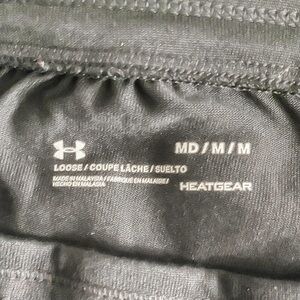 MD / M / M
LOOSE / COUPE LÂCHE / SUELTO
MADE IN MALAYSIA / FABRIQUÉ EN MALAISIE /
HECHO EN MALASIA
HEATGEAR